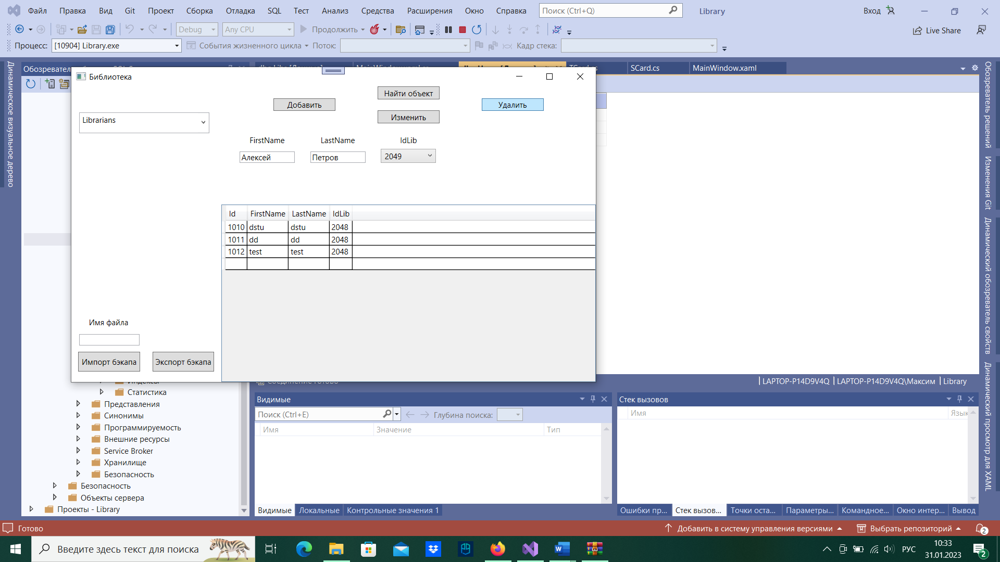 Файл Правка Вид Git Проект Сборка Отладка SQL Тест Анализ Средства Расширения Окно Справка Поиск (Ctrl+Q) Library Вход
Debug Any CPU Продолжить Live Share
Процесс: [10904] Library.exe События жизненного цикла Поток: Кадр стека:
SCard.cs MainWindow.xaml
Динамическое визуальное дерево
Библиотека
Найти объект
Добавить
Удалить
Изменить
Librarians
FirstName LastName IdLib
Алексей Петров 2049
Id FirstName LastName IdLib
1010 dstu dstu 2048
1011 dd dd 2048
1012 test test 2048
Имя файла
Импорт бэкапа Экспорт бэкапа
Обозреватель решений
Изменения Git
Динамический обозреватель свойств
Динамический просмотр для XAML
LAPTOP-P14D9V4Q LAPTOP-P14D9V4Q\Максим Library
Статистика
Представления
Синонимы
Программируемость
Внешние ресурсы
Service Broker
Хранилище
Безопасность
Безопасность
Объекты сервера
Проекты - Library
Видимые
Поиск (Ctrl+E) Глубина поиска:
Имя Значение Тип
Видимые Локальные Контрольные значения 1
Стек вызовов
Имя Язык
Ошибки пр... Стек вызов... Точки оста... Параметры... Командное... Окно интер... Вывод
Готово Добавить в систему управления версиями Выбрать репозиторий 2
Введите здесь текст для поиска РУС 10:33
31.01.2023 2